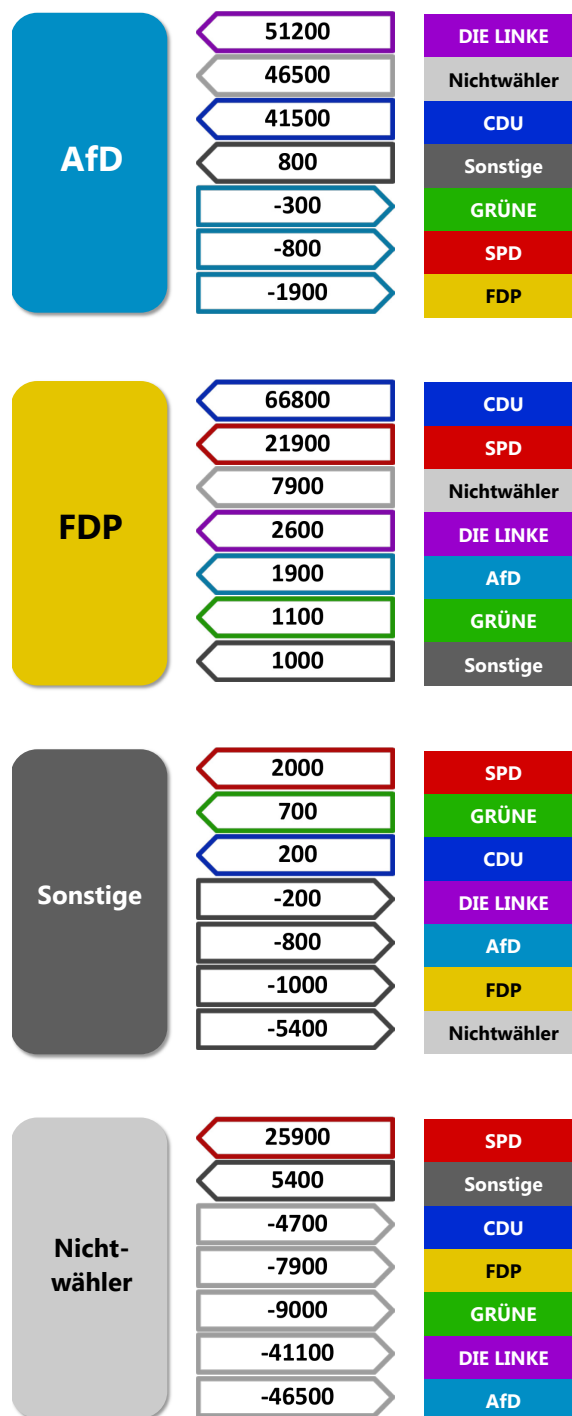 AfD
51200 DIE LINKE
46500 Nichtwähler
41500 CDU
800 Sonstige
-300 GRÜNE
-800 SPD
-1900 FDP
FDP
66800 CDU
21900 SPD
7900 Nichtwähler
2600 DIE LINKE
1900 AfD
1100 GRÜNE
1000 Sonstige
Sonstige
2000 SPD
700 GRÜNE
200 CDU
-200 DIE LINKE
-800 AfD
-1000 FDP
-5400 Nichtwähler
Nicht-
wähler
25900 SPD
5400 Sonstige
-4700 CDU
-7900 FDP
-9000 GRÜNE
-41100 DIE LINKE
-46500 AfD